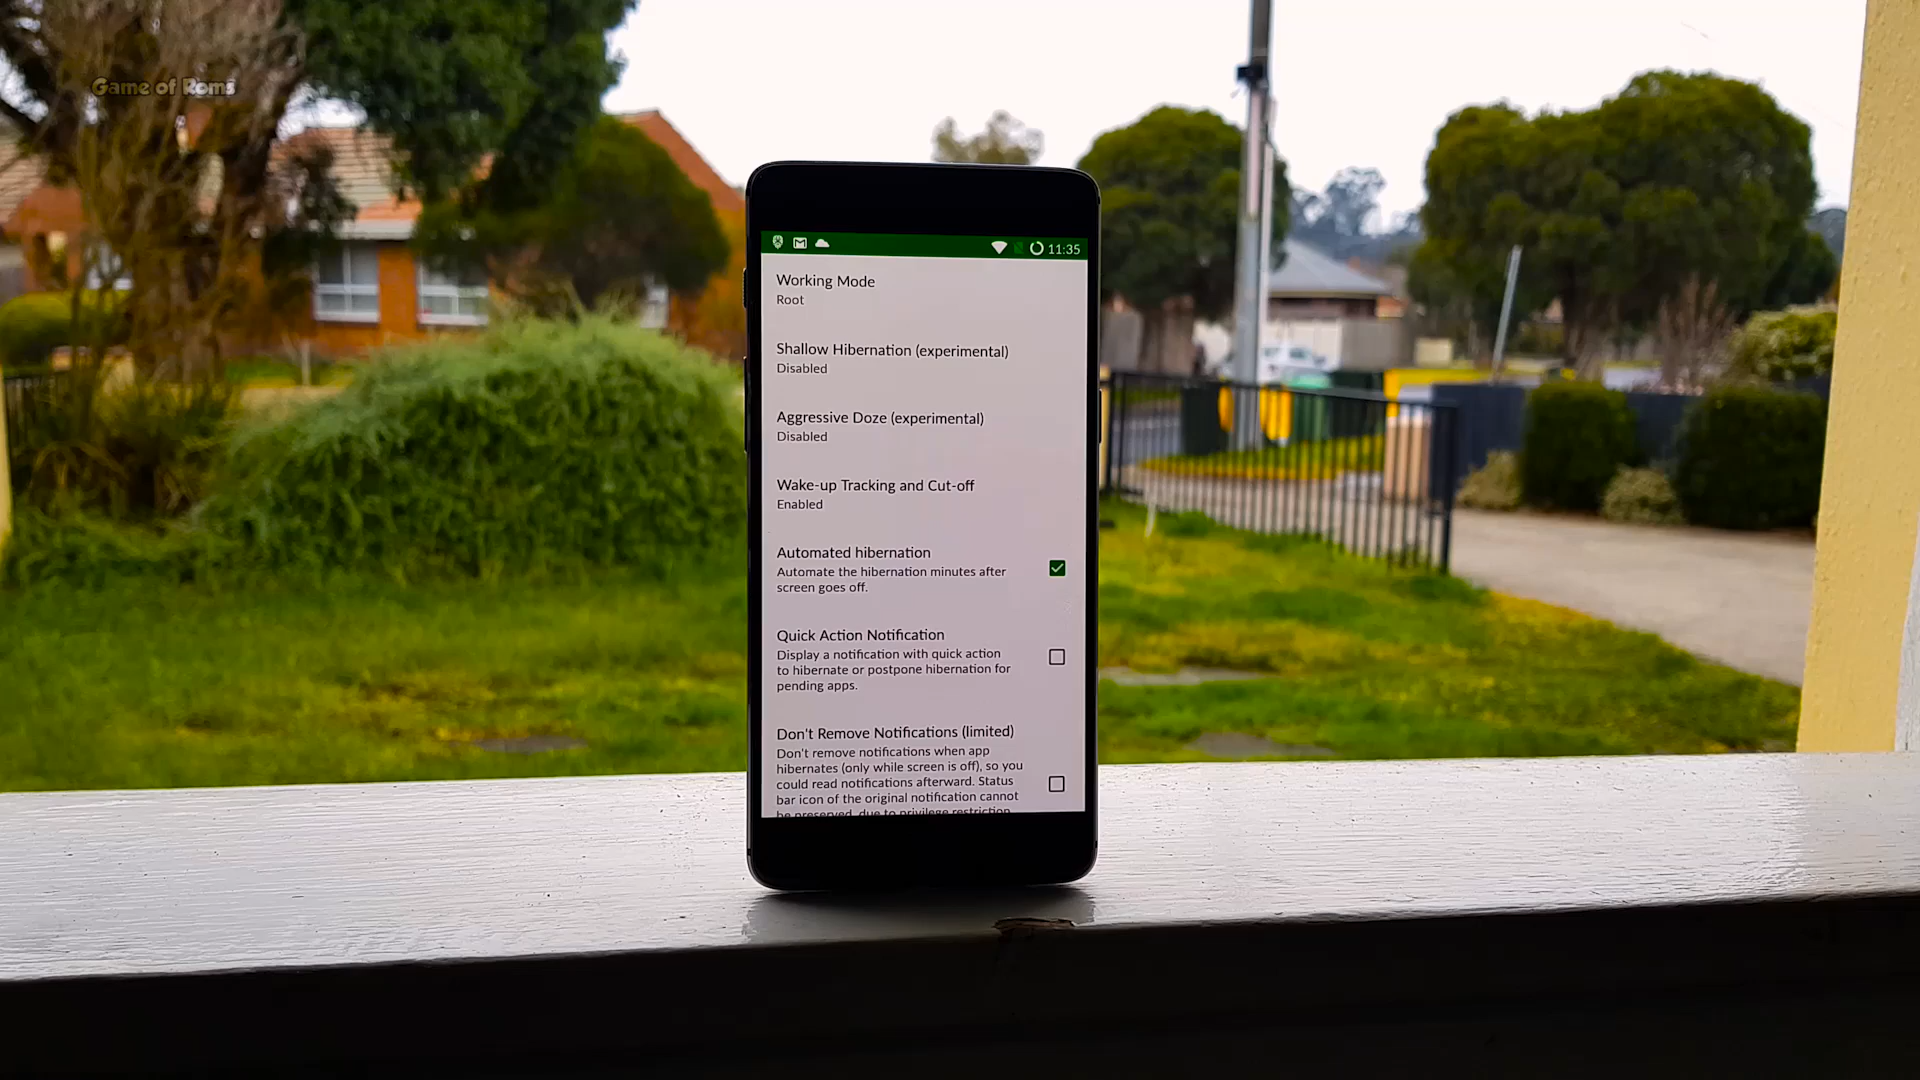 Game of Roms
11:35
Working Mode
Root
Shallow Hibernation (experimental)
Disabled
Aggressive Doze (experimental)
Disabled
Wake-up Tracking and Cut-off
Enabled
Automated hibernation
Automate the hibernation minutes after
screen goes off.
Quick Action Notification
Display a notification with quick action
to hibernate or postpone hibernation for
pending apps.
Don't Remove Notifications (limited)
Don't remove notifications when app
hibernates (only while screen is off), so you
could read notifications afterward. Status
bar icon of the original notification cannot
be preserved, due to privilege restriction